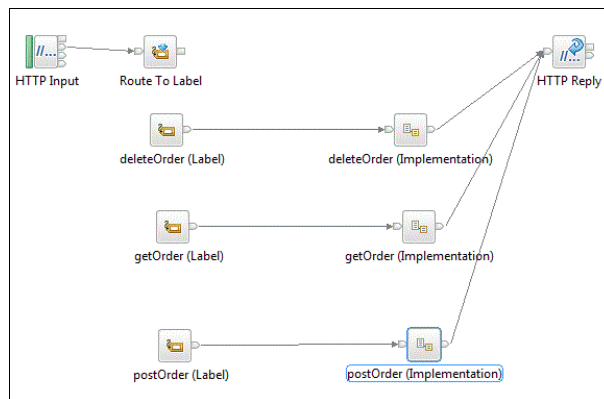 //...
//...
HTTP Input
Route To Label
HTTP Reply
deleteOrder (Label)
deleteOrder (Implementation)
getOrder (Label)
getOrder (Implementation)
postOrder (Label)
postOrder (Implementation)